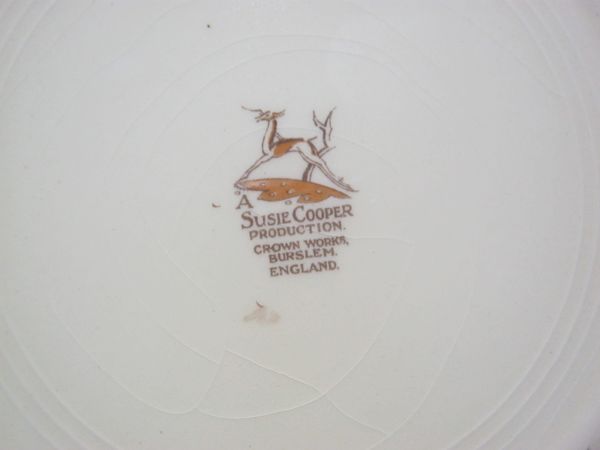 A
SUSIE COOPER
PRODUCTION.
CROWN WORKS,
BURSLEM.
ENGLAND.